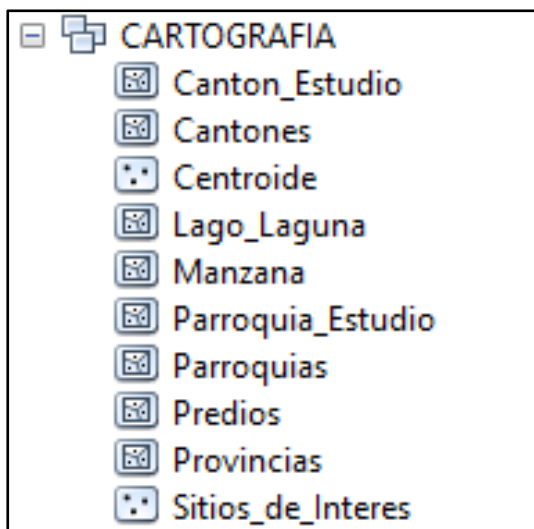 CARTOGRAFIA
Canton_Estudio
Cantones
Centroide
Lago_Laguna
Manzana
Parroquia_Estudio
Parroquias
Predios
Provincias
Sitios_de_Interes